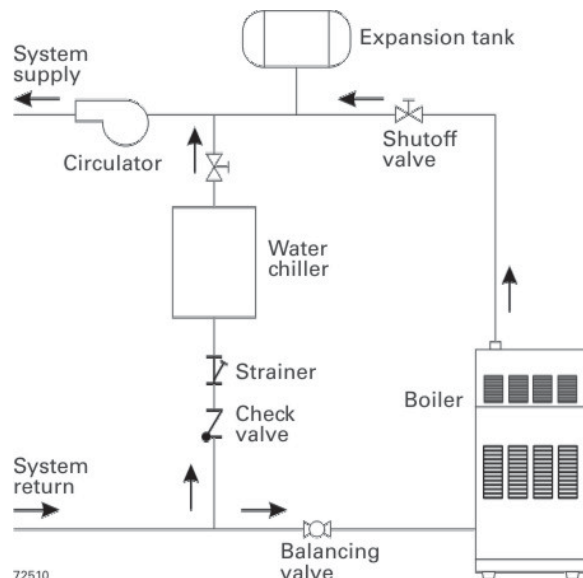 Expansion tank
System
supply
Circulator
Shutoff
valve
Water
chiller
Strainer
Boiler
Check
valve
System
return
Balancing
valve
72510